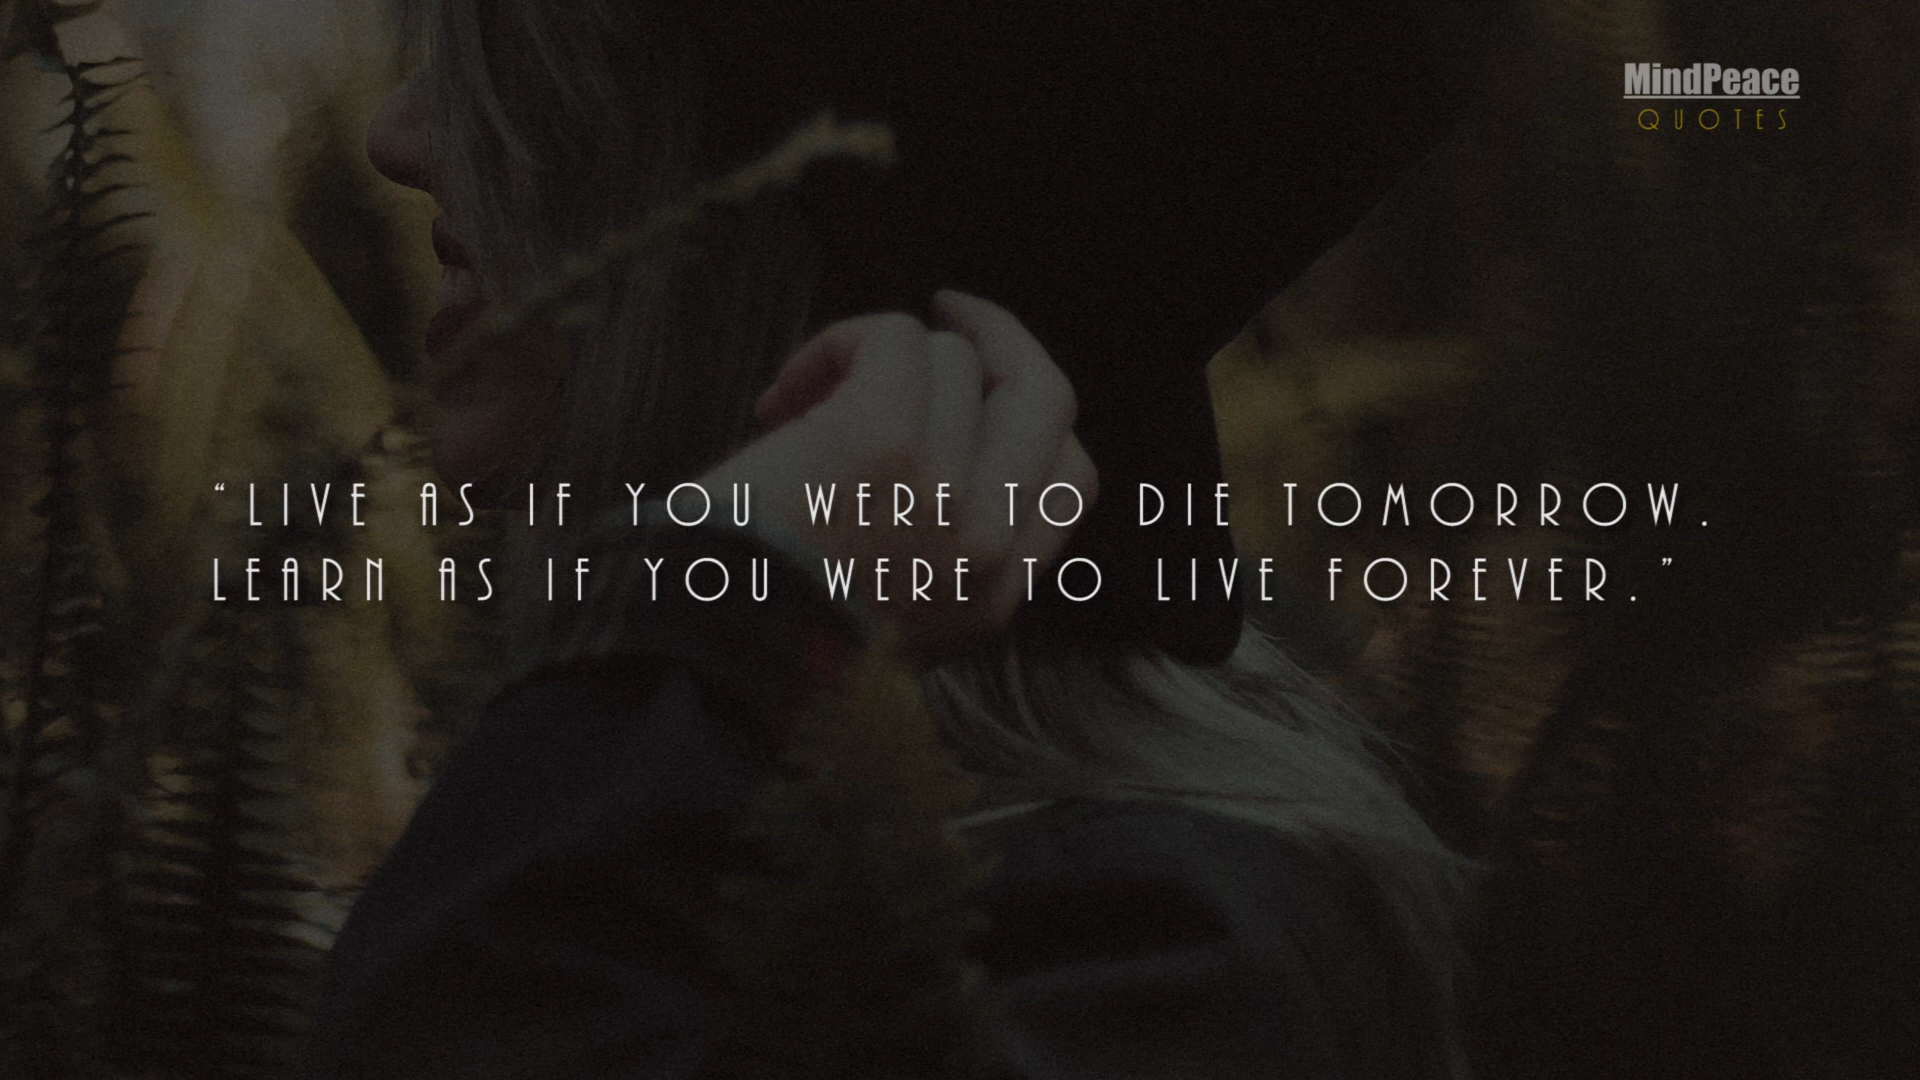 MindPeace
QUOTES
“LIVE AS IF YOU WERE TO DIE TOMORROW.
LEARN AS IF YOU WERE TO LIVE FOREVER.”